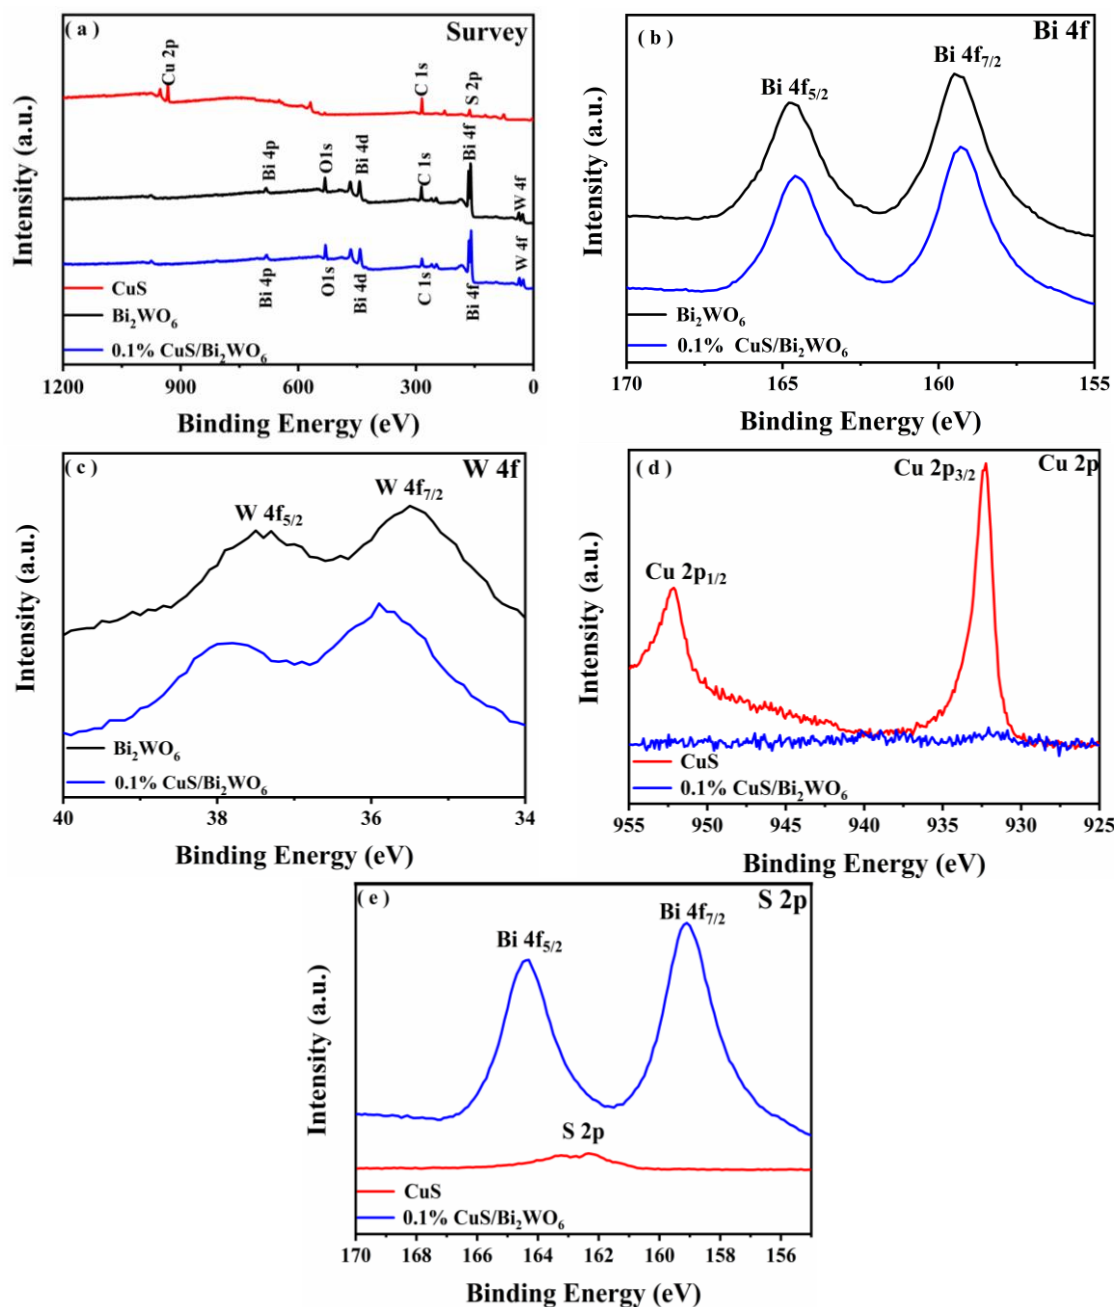 ( a )
Survey
Cu 2p
C 1s
S 2p
Bi 4p
O1s
Bi 4d
C 1s
Bi 4f
W 4f
Bi 4p
O1s
Bi 4d
C 1s
Bi 4f
W 4f
CuS
Bi₂WO₆
0.1% CuS/Bi₂WO₆
Intensity (a.u.)
1200 900 600 300 0
Binding Energy (eV)
( b )
Bi 4f
Bi 4f₅/₂
Bi 4f₇/₂
Bi₂WO₆
0.1% CuS/Bi₂WO₆
Intensity (a.u.)
170 165 160 155
Binding Energy (eV)
( c )
W 4f
W 4f₅/₂
W 4f₇/₂
Bi₂WO₆
0.1% CuS/Bi₂WO₆
Intensity (a.u.)
40 38 36 34
Binding Energy (eV)
( d )
Cu 2p₃/₂
Cu 2p
Cu 2p₁/₂
CuS
0.1% CuS/Bi₂WO₆
Intensity (a.u.)
955 950 945 940 935 930 925
Binding Energy (eV)
( e )
S 2p
Bi 4f₅/₂
Bi 4f₇/₂
S 2p
CuS
0.1% CuS/Bi₂WO₆
Intensity (a.u.)
170 168 166 164 162 160 158 156
Binding Energy (eV)